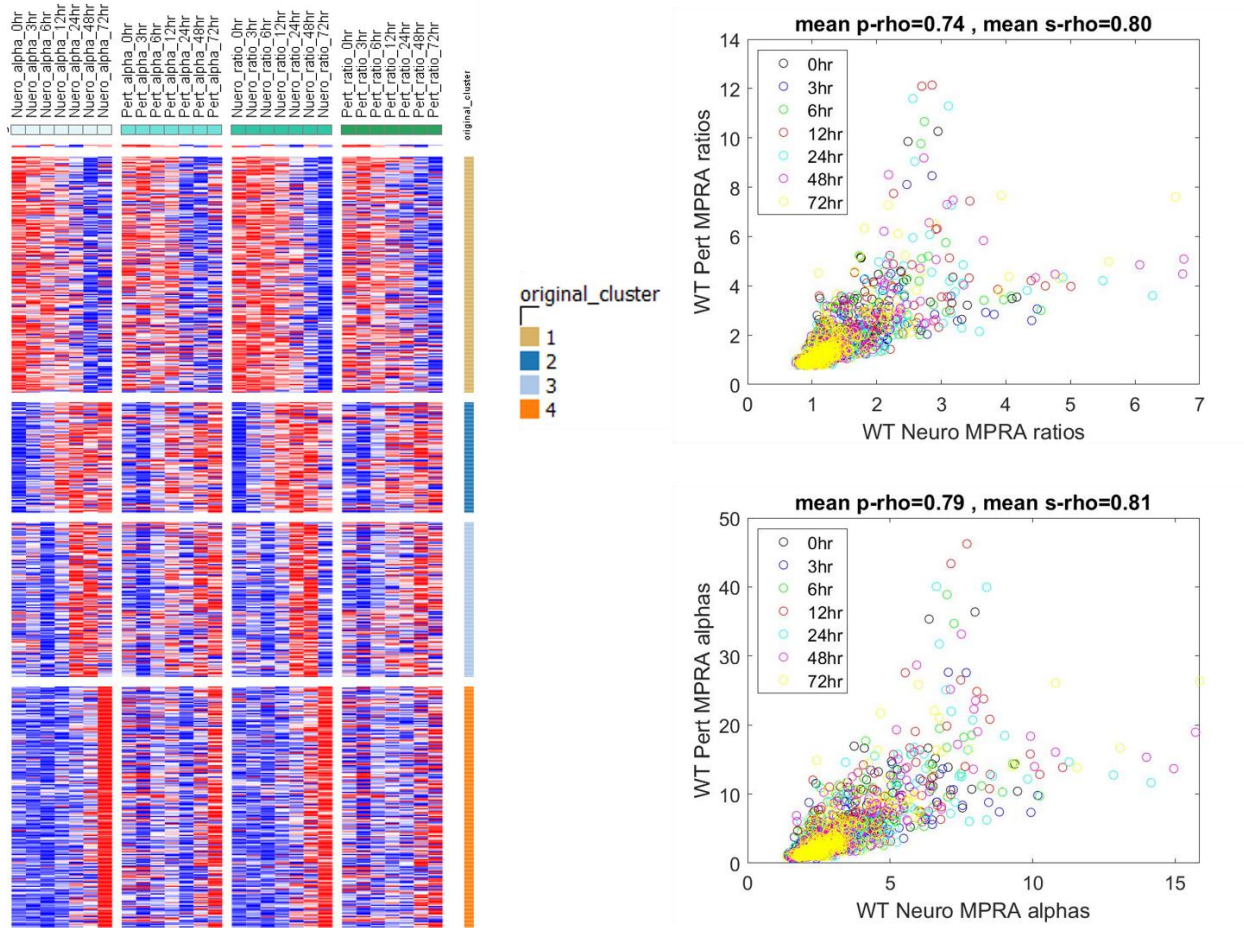 Nuero_alpha_0hr
Nuero_alpha_3hr
Nuero_alpha_6hr
Nuero_alpha_12hr
Nuero_alpha_24hr
Nuero_alpha_48hr
Nuero_alpha_72hr
Pert_alpha_0hr
Pert_alpha_3hr
Pert_alpha_6hr
Pert_alpha_12hr
Pert_alpha_24hr
Pert_alpha_48hr
Pert_alpha_72hr
Nuero_ratio_0hr
Nuero_ratio_3hr
Nuero_ratio_6hr
Nuero_ratio_12hr
Nuero_ratio_24hr
Nuero_ratio_48hr
Nuero_ratio_72hr
Pert_ratio_0hr
Pert_ratio_3hr
Pert_ratio_6hr
Pert_ratio_12hr
Pert_ratio_24hr
Pert_ratio_48hr
Pert_ratio_72hr
original_cluster
original_cluster
1
2
3
4
mean p-rho=0.74 , mean s-rho=0.80
14
12
10
8
6
4
2
0
WT Pert MPRA ratios
0hr
3hr
6hr
12hr
24hr
48hr
72hr
1 2 3 4 5 6 7
WT Neuro MPRA ratios
mean p-rho=0.79 , mean s-rho=0.81
50
40
30
20
10
0
WT Pert MPRA alphas
0hr
3hr
6hr
12hr
24hr
48hr
72hr
0 5 10 15
WT Neuro MPRA alphas